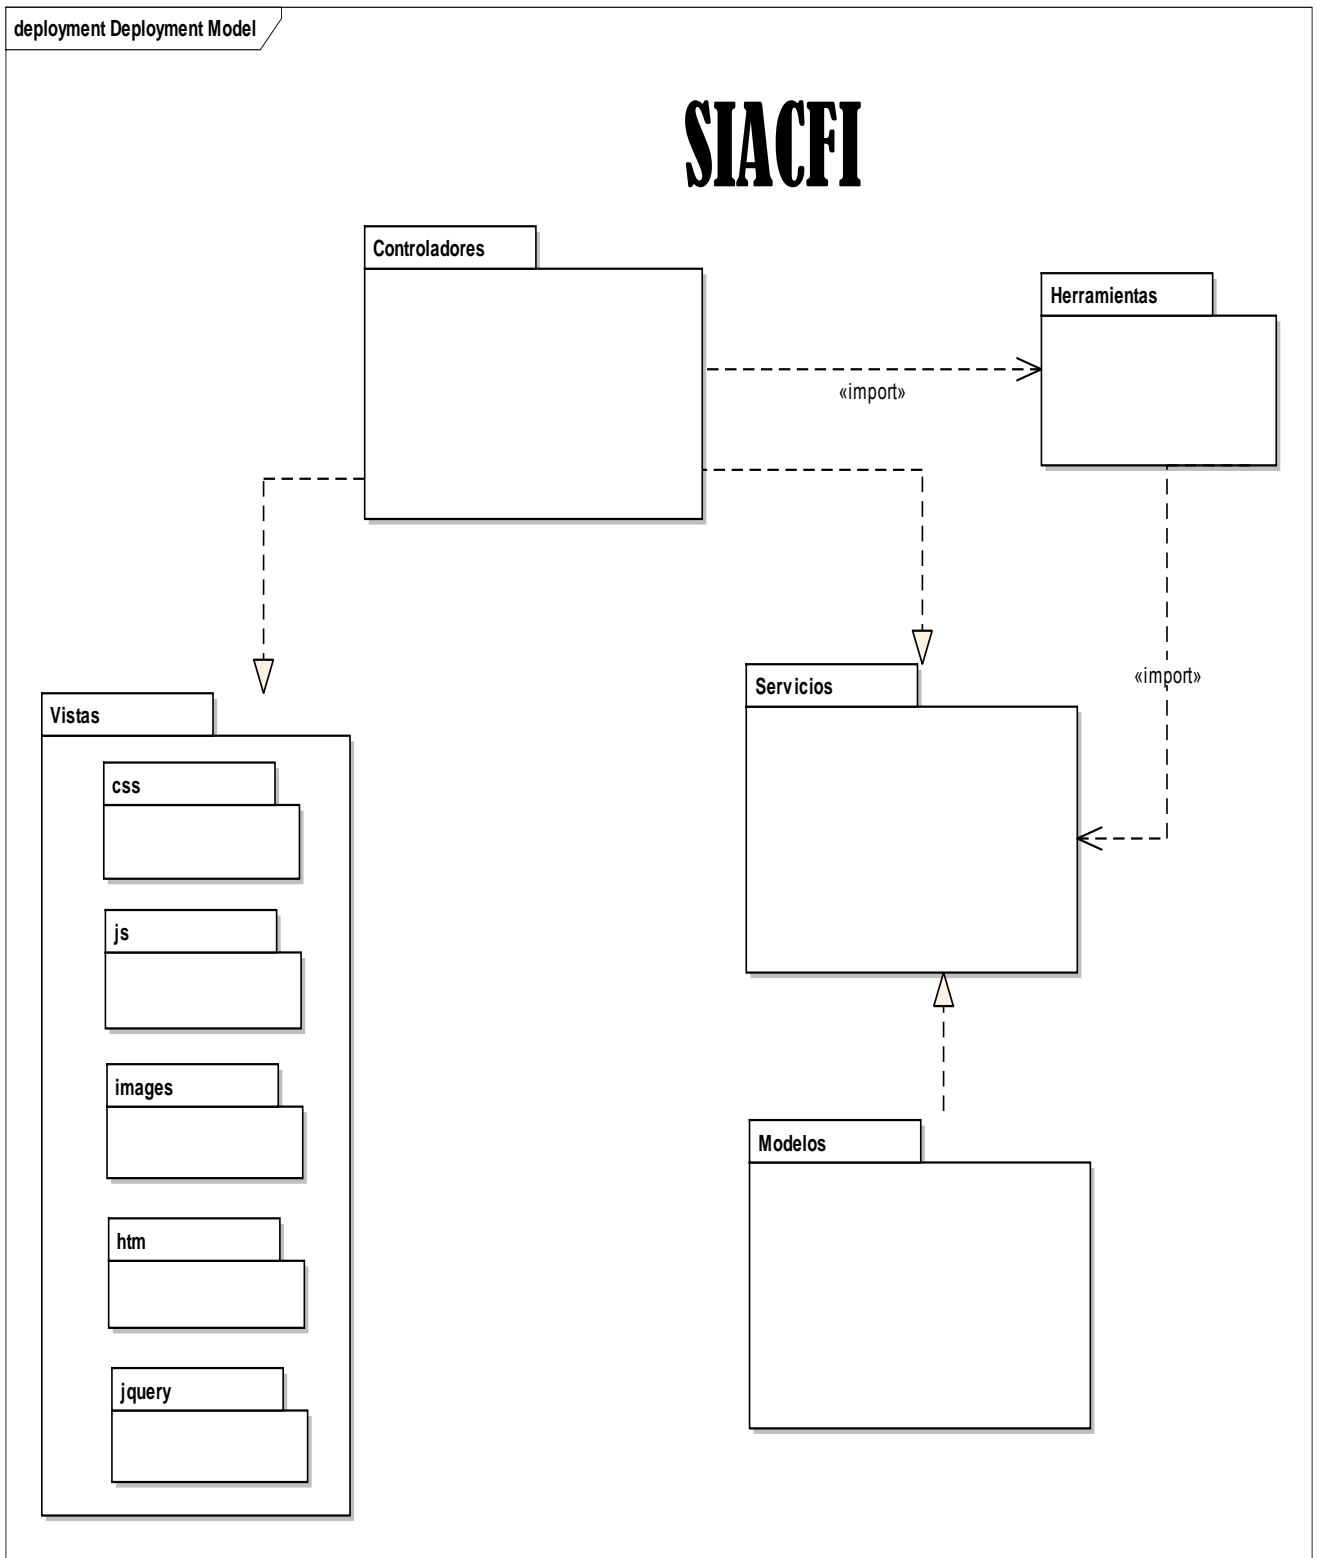 deployment Deployment Model
SIACFI
Controladores
Herramientas
«import»
Servicios
«import»
Vistas
css
js
images
htm
jquery
Modelos